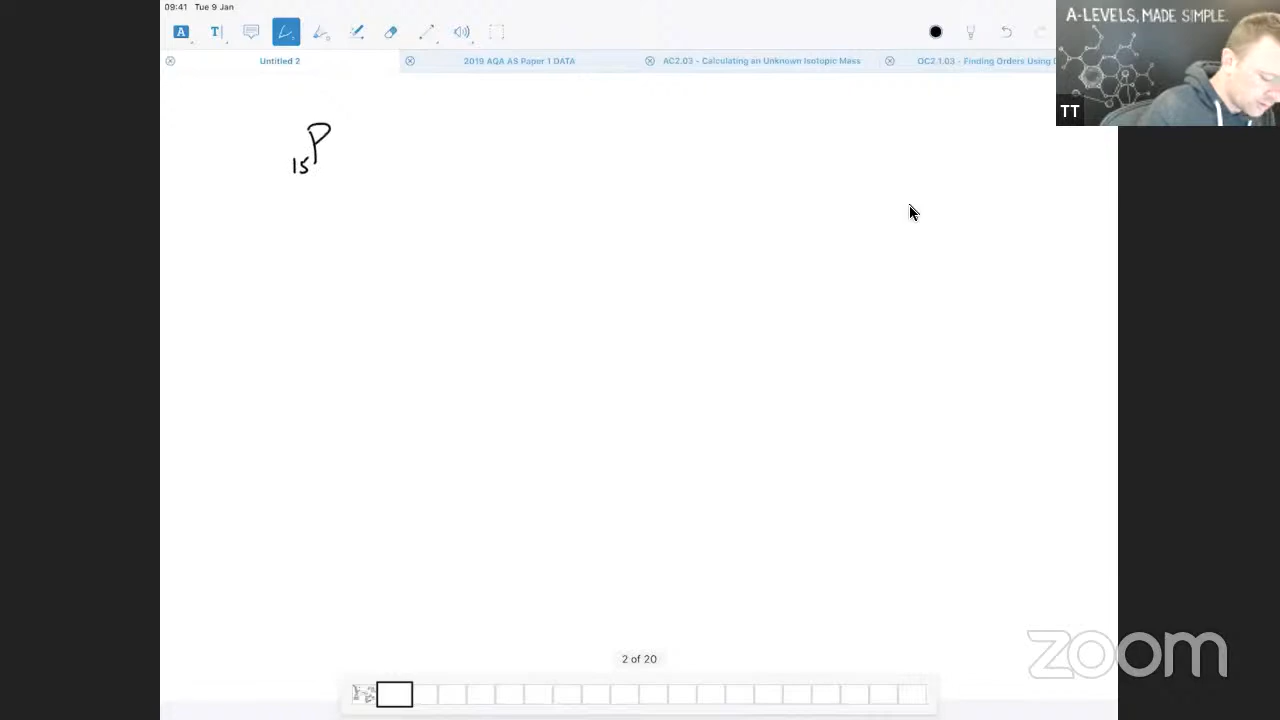 09:41 Tue 9 Jan
A-LEVELS, MADE SIMPLE.
A T
Untitled 2
2019 AQA AS Paper 1 DATA
AC2.03 - Calculating an Unknown Isotopic Mass
OC2.1.03 - Finding Orders Using
TT
15P
2 of 20
zoom